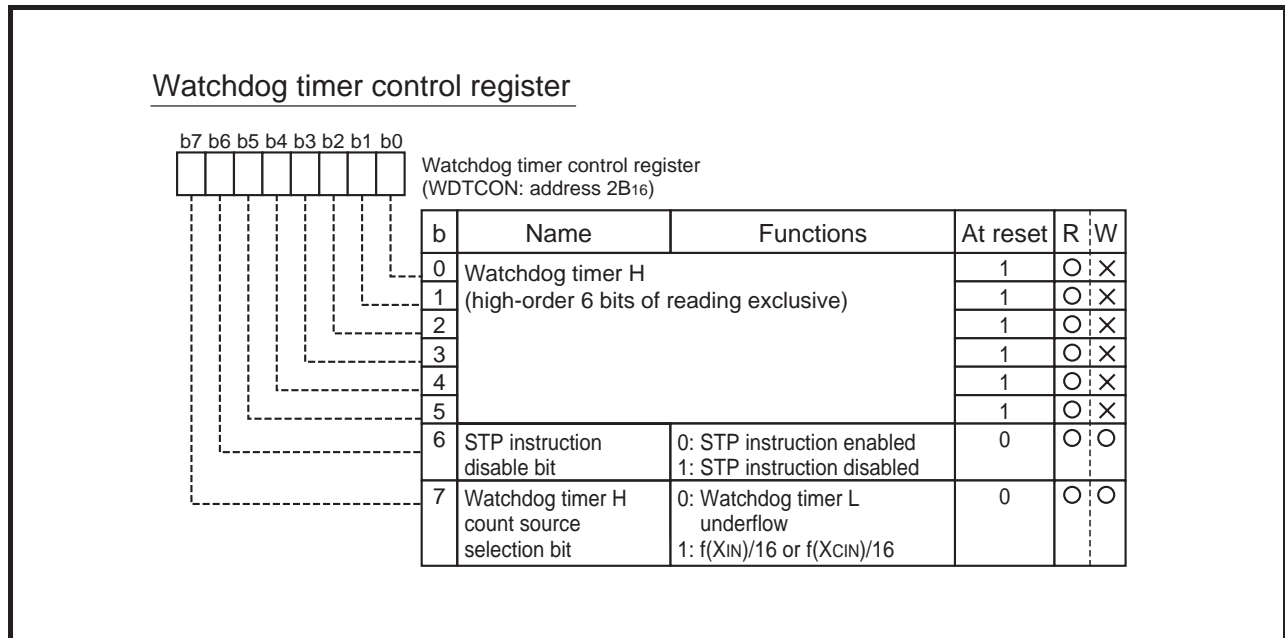 Watchdog timer control register
b7 b6 b5 b4 b3 b2 b1 b0
Watchdog timer control register
(WDTCON: address 2B16)
b Name Functions At reset R W
0 Watchdog timer H 1 O X
1 (high-order 6 bits of reading exclusive) 1 O X
2 1 O X
3 1 O X
4 1 O X
5 1 O X
6 STP instruction 0: STP instruction enabled 0 O O
disable bit 1: STP instruction disabled
7 Watchdog timer H 0: Watchdog timer L 0 O O
count source underflow
selection bit 1: f(XIN)/16 or f(XCIN)/16